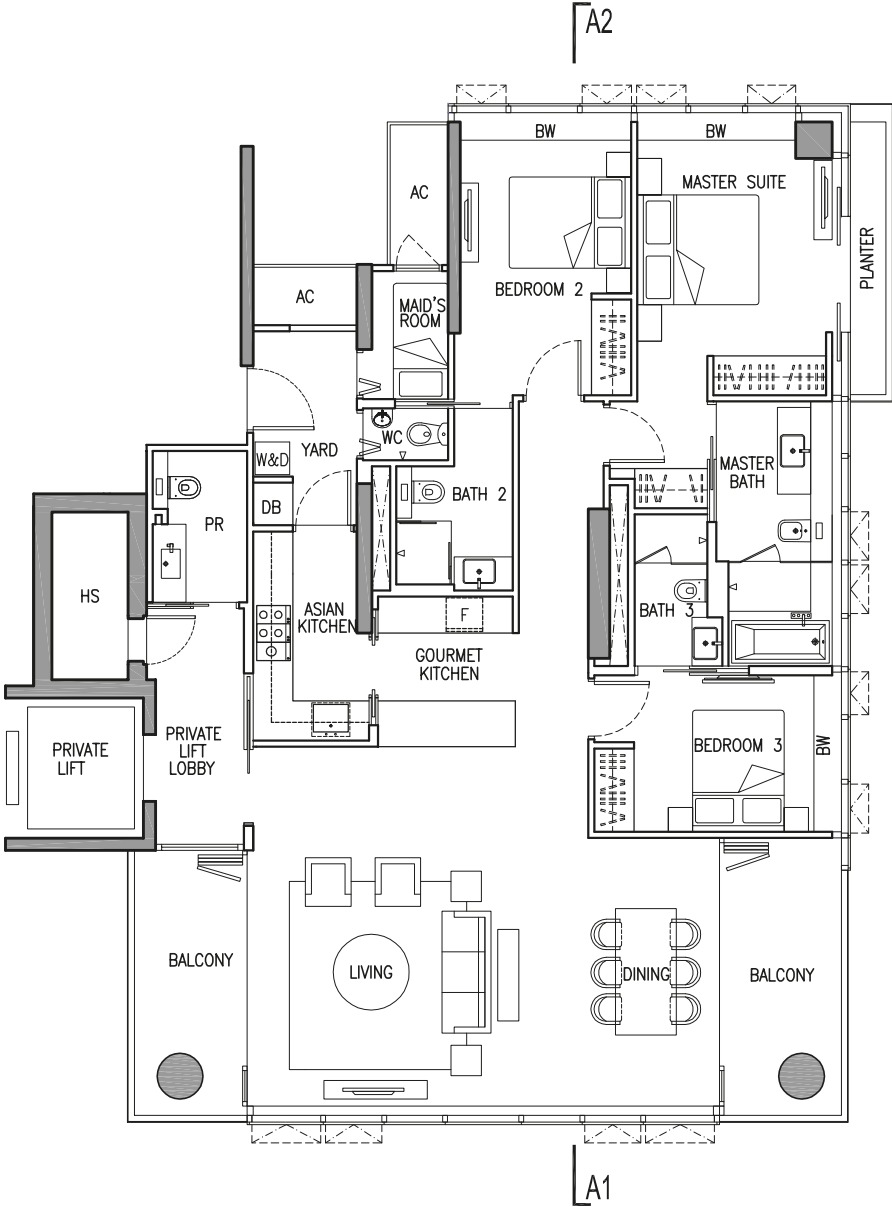 A2
BW
BW
AC
MASTER SUITE
PLANTER
BEDROOM 2
AC
MAID'S
ROOM
WC
YARD
W&D
MASTER
BATH
BATH 2
DB
PR
HS
ASIAN
KITCHEN
F
BATH 3
GOURMET
KITCHEN
PRIVATE
LIFT
PRIVATE
LIFT
LOBBY
BEDROOM 3
BW
BALCONY
LIVING
DINING
BALCONY
A1